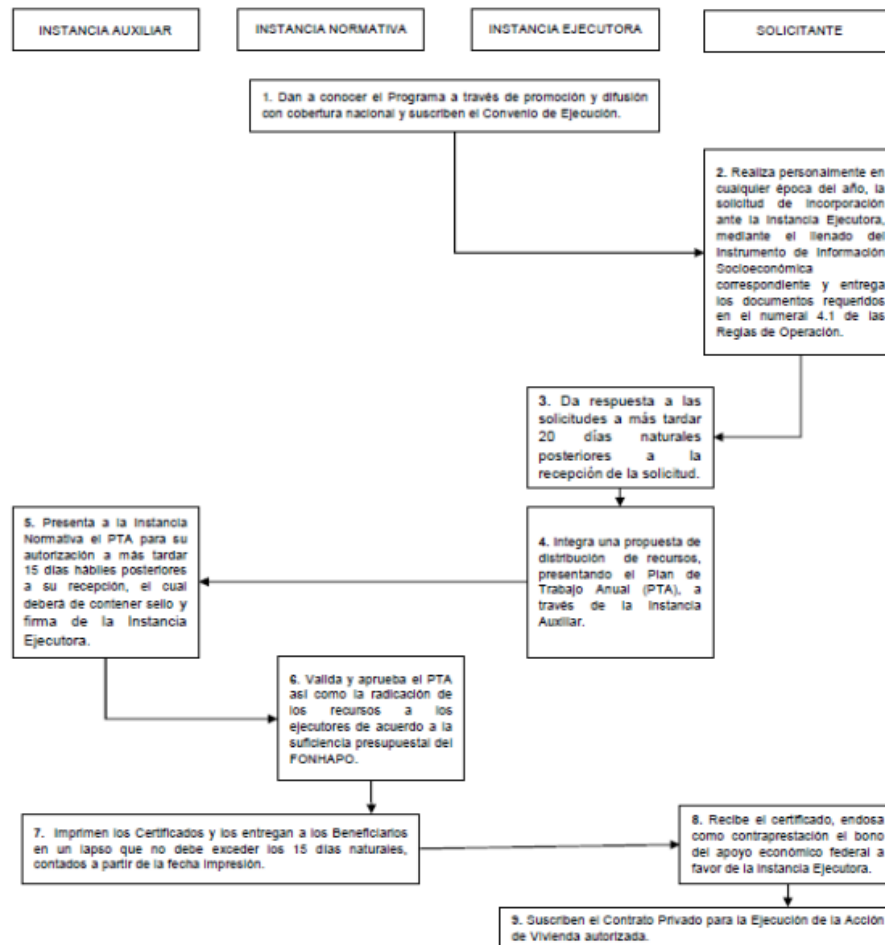 INSTANCIA AUXILIAR
INSTANCIA NORMATIVA
INSTANCIA EJECUTORA
SOLICITANTE
1. Dan a conocer el Programa a través de promoción y difusión
con cobertura nacional y suscriben el Convenio de Ejecución.
2. Realiza personalmente en
cualquier época del año, la
solicitud de incorporación
ante la Instancia Ejecutora,
mediante el llenado del
Instrumento de Información
Socioeconómica
correspondiente y entrega
los documentos requeridos
en el numeral 4.1 de las
Reglas de Operación.
3. Da respuesta a las
solicitudes a más tardar
20 días naturales
posteriores a la
recepción de la solicitud.
4. Integra una propuesta de
distribución de recursos,
presentando el Plan de
Trabajo Anual (PTA), a
través de la Instancia
Auxiliar.
5. Presenta a la Instancia
Normativa el PTA para su
autorización a más tardar
15 días hábiles posteriores
a su recepción, el cual
deberá de contener sello y
firma de la Instancia
Ejecutora.
6. Valida y aprueba el PTA
así como la radicación de
los recursos a los
ejecutores de acuerdo a la
suficiencia presupuestal del
FONHAPO.
7. Imprimen los Certificados y los entregan a los Beneficiarios
en un lapso que no debe exceder los 15 días naturales,
contados a partir de la fecha impresión.
8. Recibe el certificado, endosa
como contraprestación el bono
del apoyo económico federal a
favor de la Instancia Ejecutora.
9. Suscriben el Contrato Privado para la Ejecución de la Acción
de Vivienda autorizada.